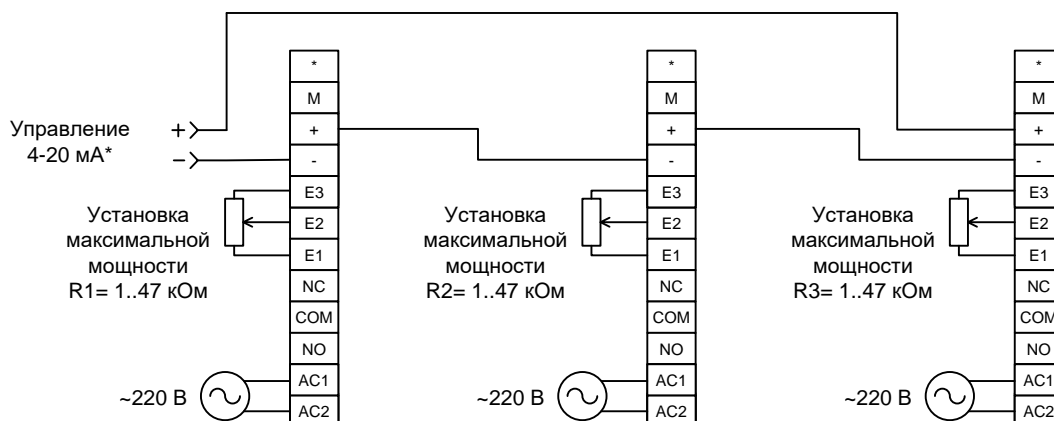 *
M
+
-
E3
E2
E1
NC
COM
NO
AC1
AC2
*
M
+
-
E3
E2
E1
NC
COM
NO
AC1
AC2
*
M
+
-
E3
E2
E1
NC
COM
NO
AC1
AC2
Управление
4-20 мА*
+
−
Установка
максимальной
мощности
R1= 1..47 кОм
Установка
максимальной
мощности
R2= 1..47 кОм
Установка
максимальной
мощности
R3= 1..47 кОм
~220 В
~220 В
~220 В